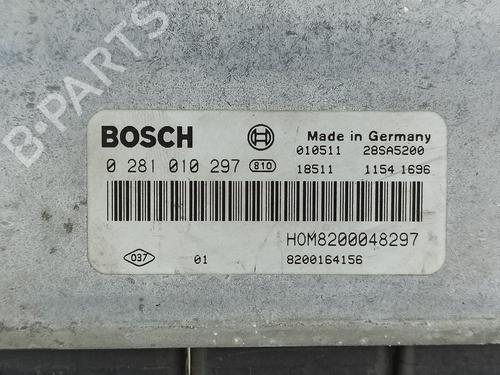 B-PARTS
BOSCH
Made in Germany
010511 28SA5200
0 281 010 297 810
18511 1154 1696
HOM8200048297
037 01 8200164156